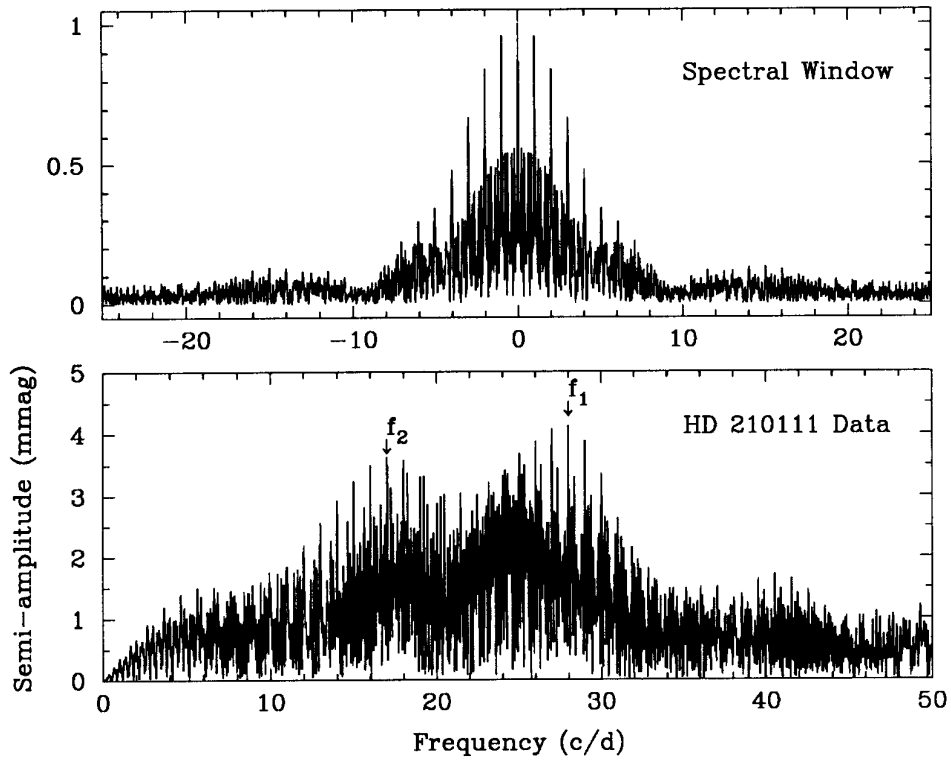 1
Spectral Window
0.5
0
−20 −10 0 10 20
Semi-amplitude (mmag)
5
f1
HD 210111 Data
f2
4
3
2
1
0
0 10 20 30 40 50
Frequency (c/d)